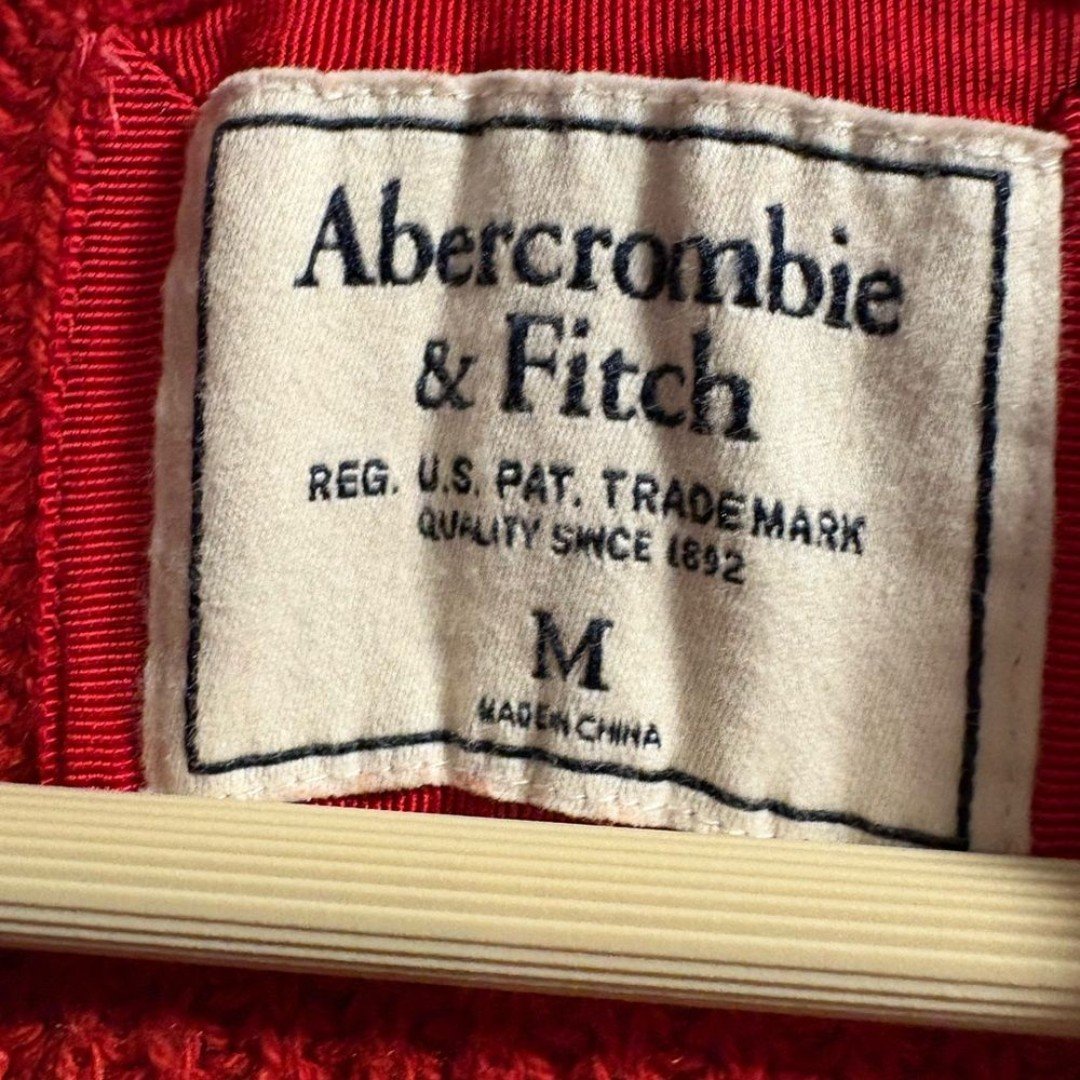 Abercrombie
& Fitch
REG. U.S. PAT. TRADEMARK
QUALITY SINCE 1892
M
MADE IN CHINA